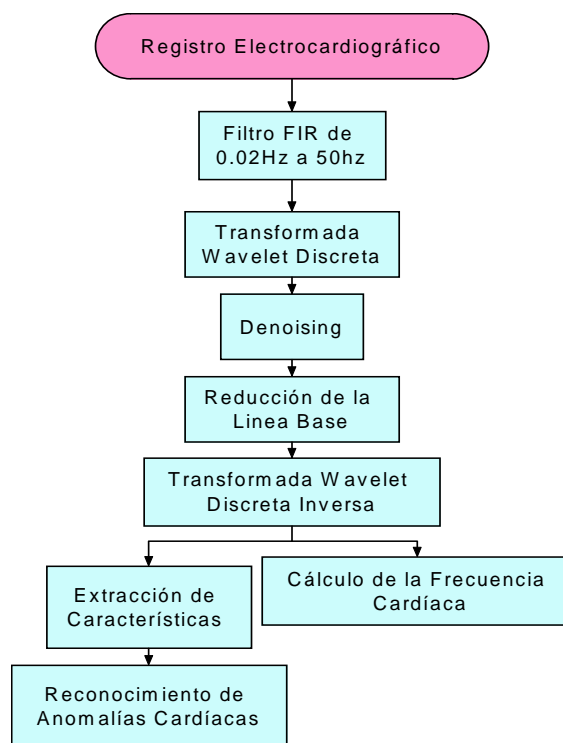 Registro Electrocardiográfico
Filtro FIR de
0.02Hz a 50hz
Transformada
Wavelet Discreta
Denoising
Reducción de la
Linea Base
Transformada Wavelet
Discreta Inversa
Extracción de
Características
Cálculo de la Frecuencia
Cardíaca
Reconocimiento de
Anomalías Cardíacas